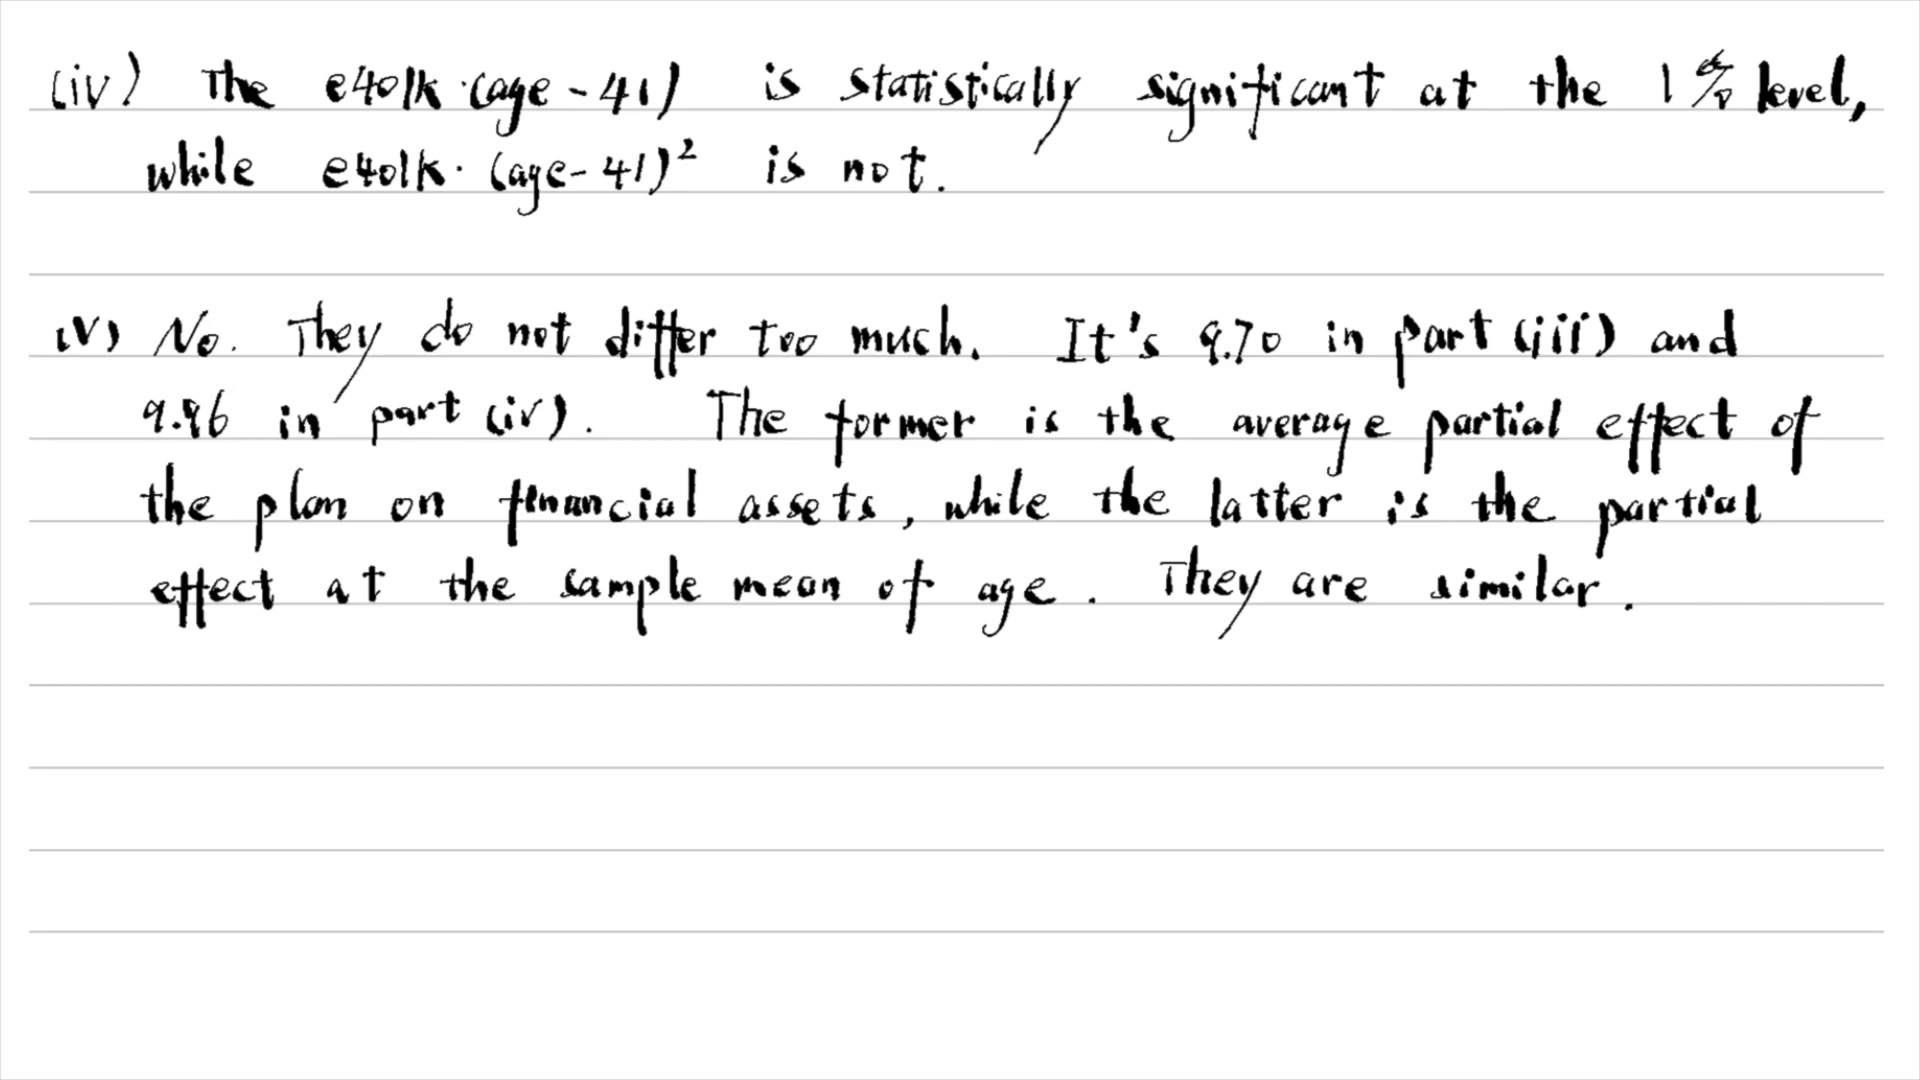 (iv) The e401k·(age-41) is statistically significant at the 1% level,
while e401k·(age-41)² is not.
(v) No. They do not differ too much. It's 9.70 in part (iii) and
9.96 in part (iv). The former is the average partial effect of
the plan on financial assets, while the latter is the partial
effect at the sample mean of age. They are similar.